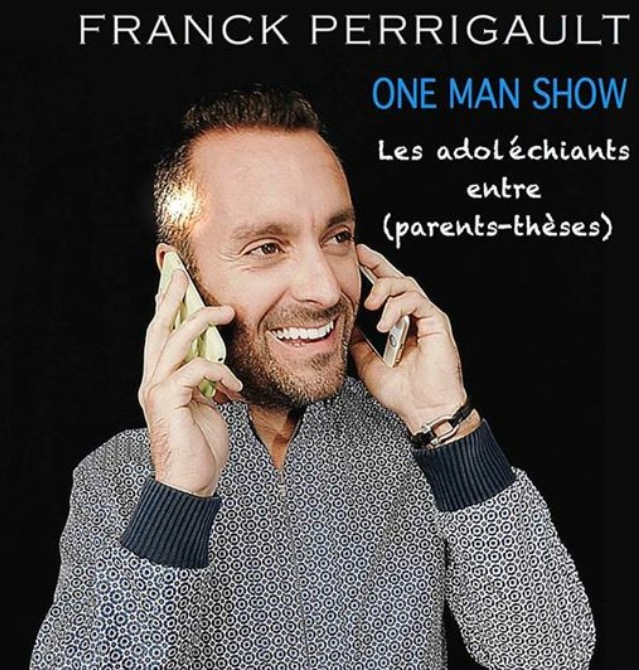 FRANCK PERRIGAULT
ONE MAN SHOW
Les adoléchiants
entre
(parents-thèses)